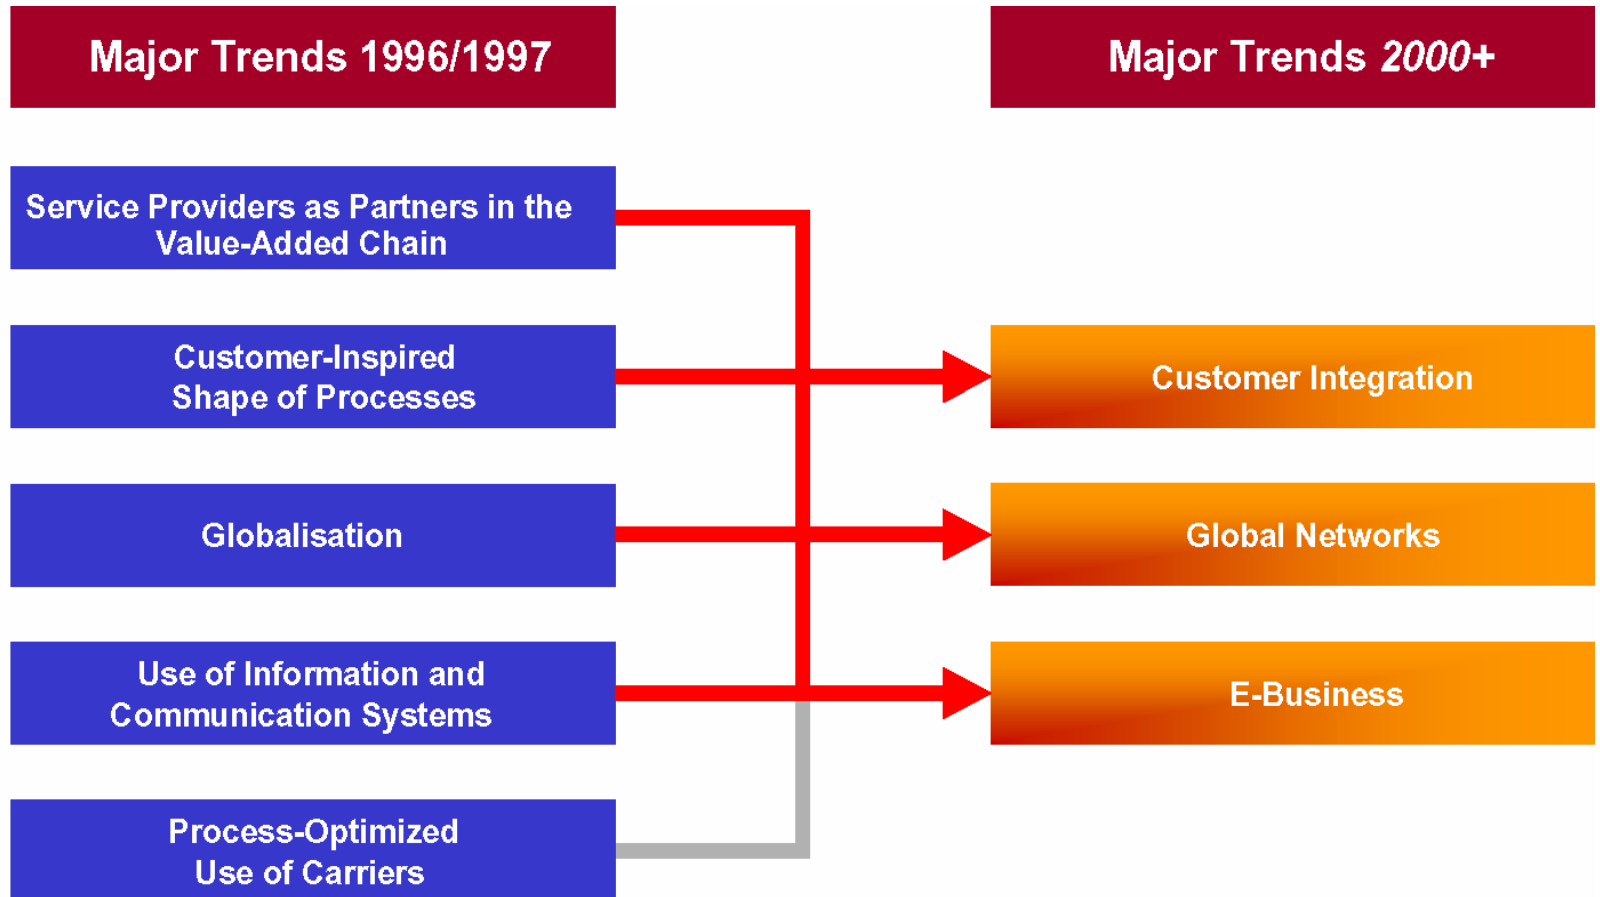 Major Trends 1996/1997
Major Trends 2000+
Service Providers as Partners in the
Value-Added Chain
Customer-Inspired
Shape of Processes
Customer Integration
Globalisation
Global Networks
Use of Information and
Communication Systems
E-Business
Process-Optimized
Use of Carriers